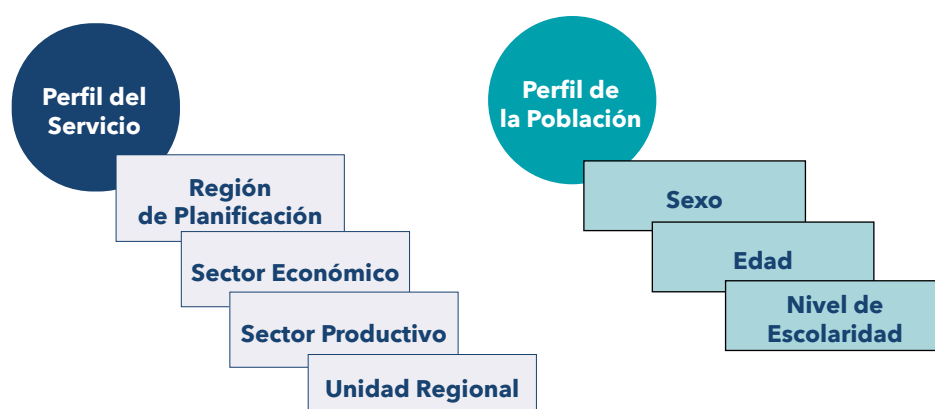 Perfil del
Servicio
Región
de Planificación
Sector Económico
Sector Productivo
Unidad Regional
Perfil de
la Población
Sexo
Edad
Nivel de
Escolaridad